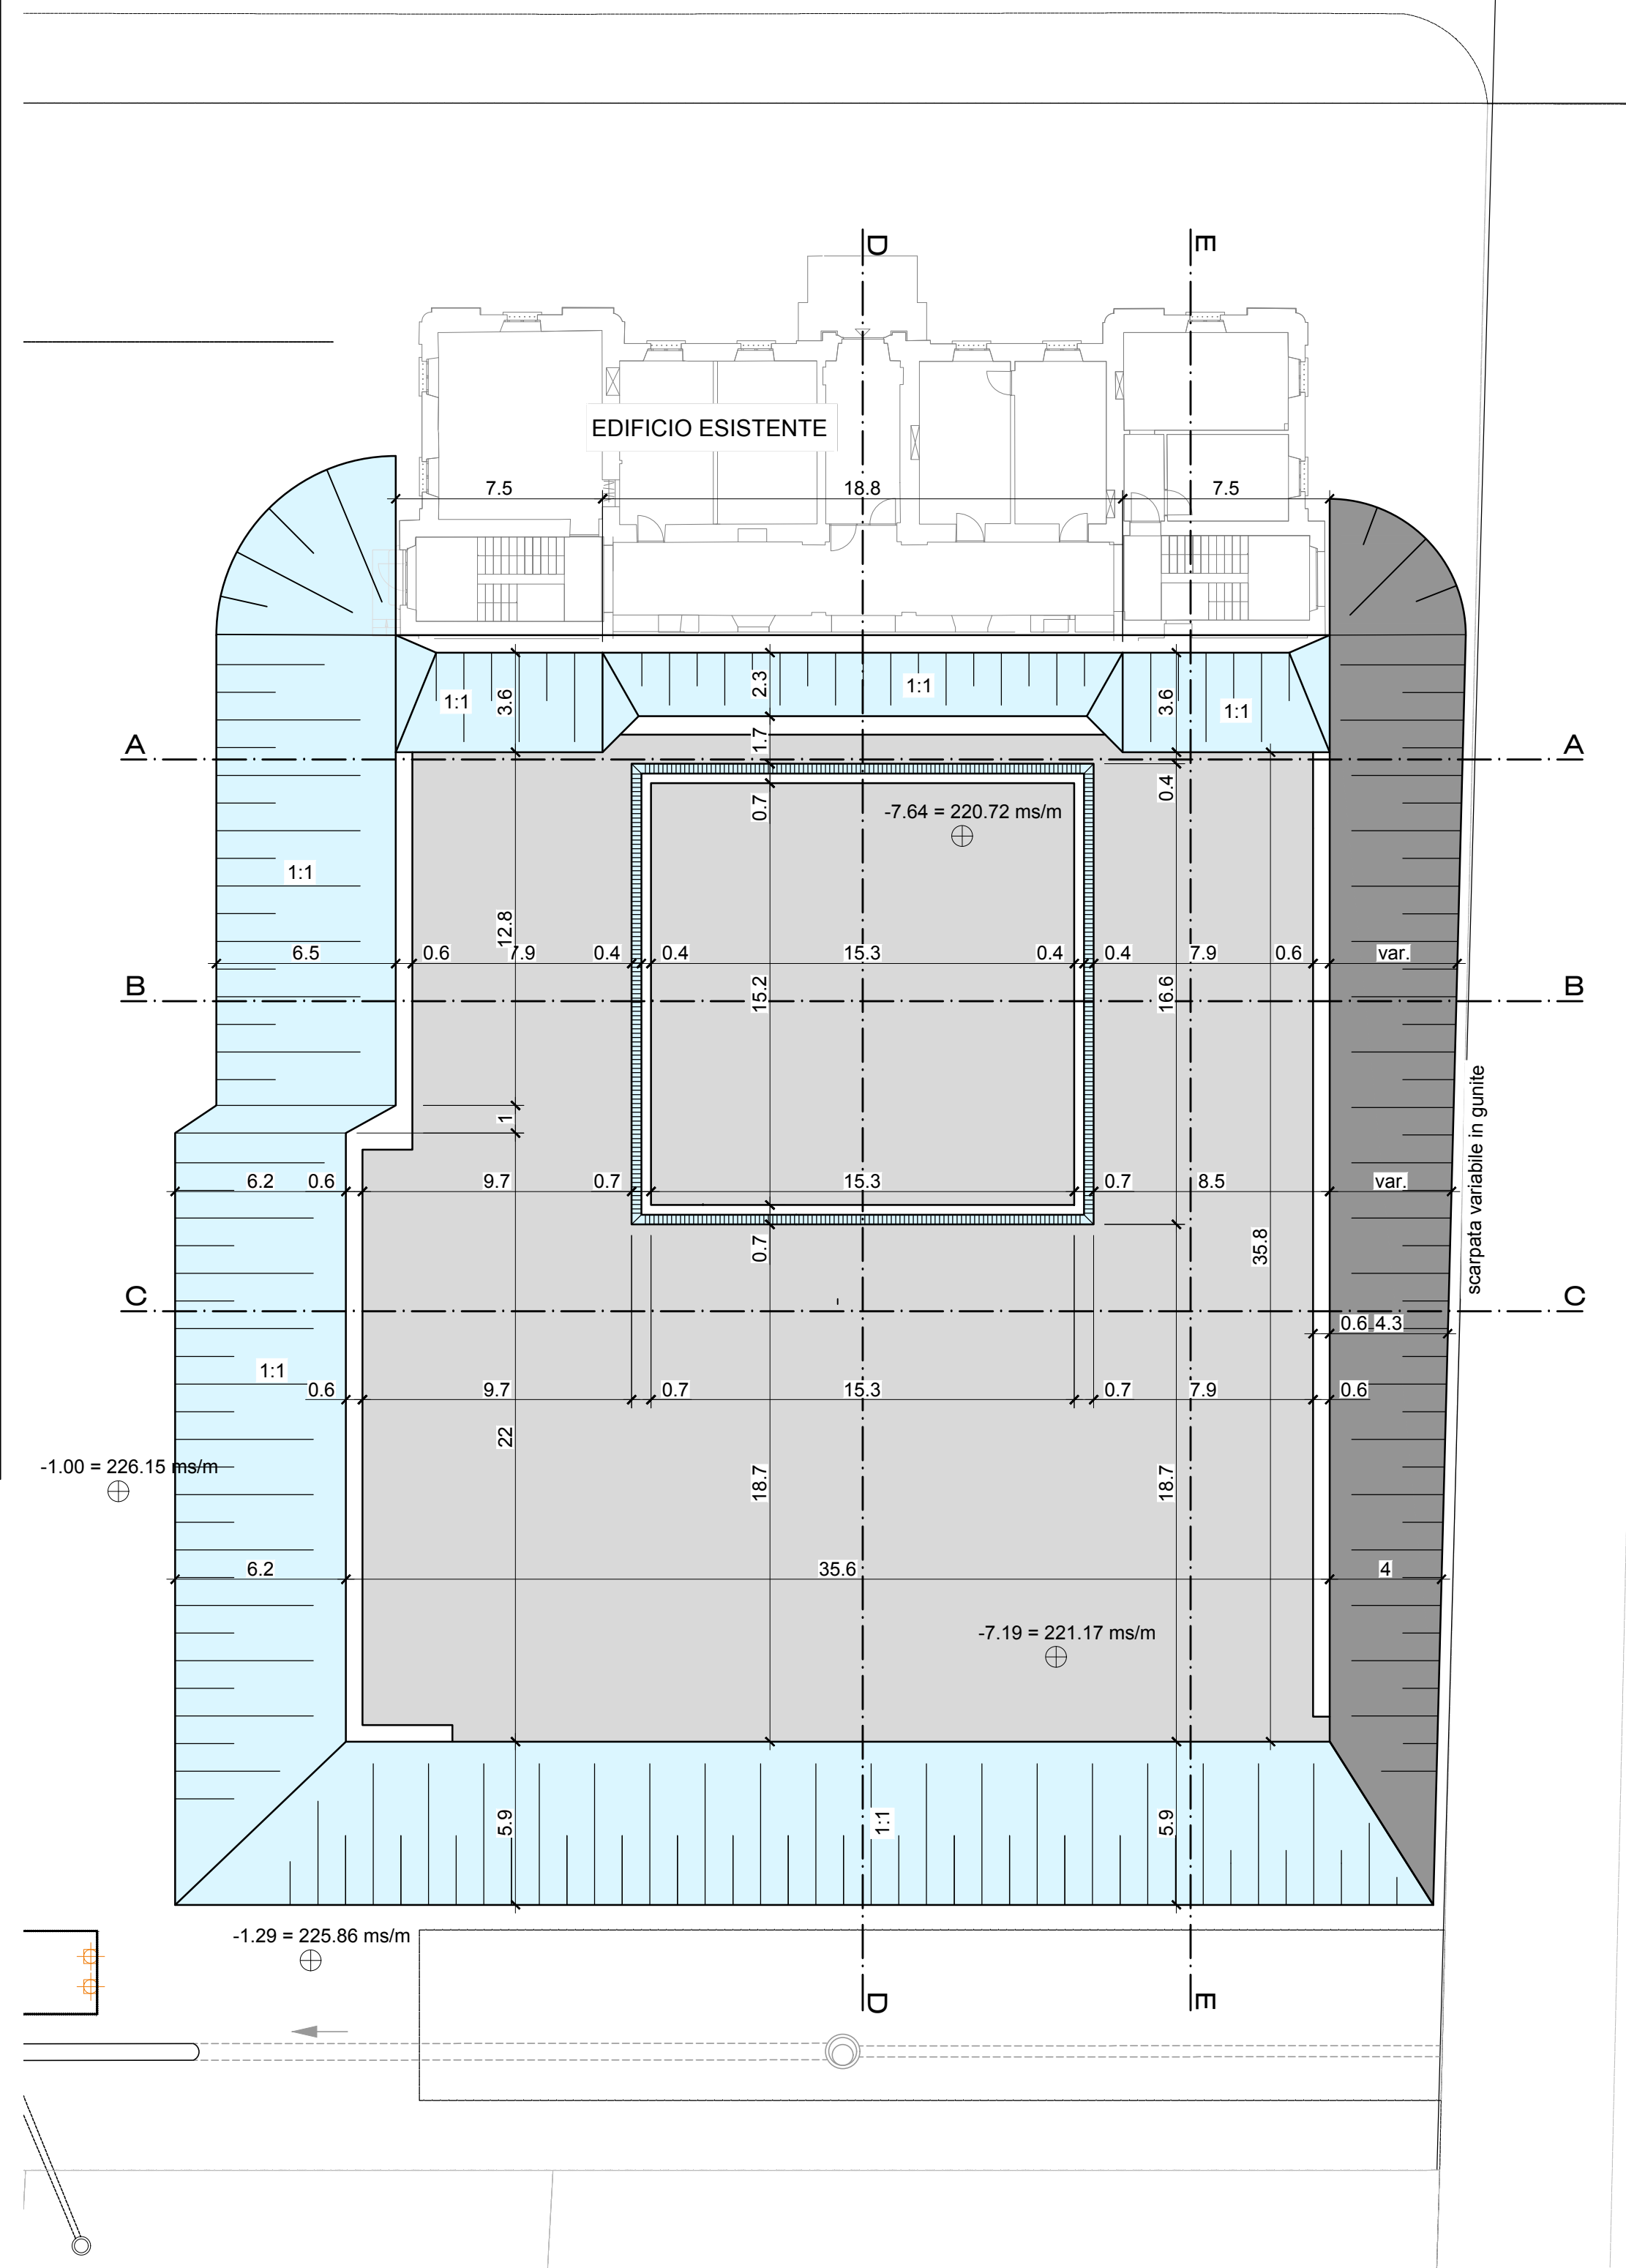 D E
EDIFICIO ESISTENTE
7.5 18.8 7.5
1:1 3.6 2.3 1:1 3.6 1:1
A 1.7 A
0.7 0.4
-7.64 = 220.72 ms/m
1:1
12.8
6.5 0.6 7.9 0.4 0.4 15.3 0.4 0.4 7.9 0.6 var.
B 15.2 16.6 B
1
scarpata variabile in gunite
6.2 0.6 9.7 0.7 15.3 0.7 8.5 var.
0.7 35.8
C C
0.6 4.3
1:1
0.6 9.7 0.7 15.3 0.7 7.9 0.6
22
-1.00 = 226.15 ms/m
18.7 18.7
6.2 35.6 4
-7.19 = 221.17 ms/m
5.9 1:1 5.9
-1.29 = 225.86 ms/m
D E